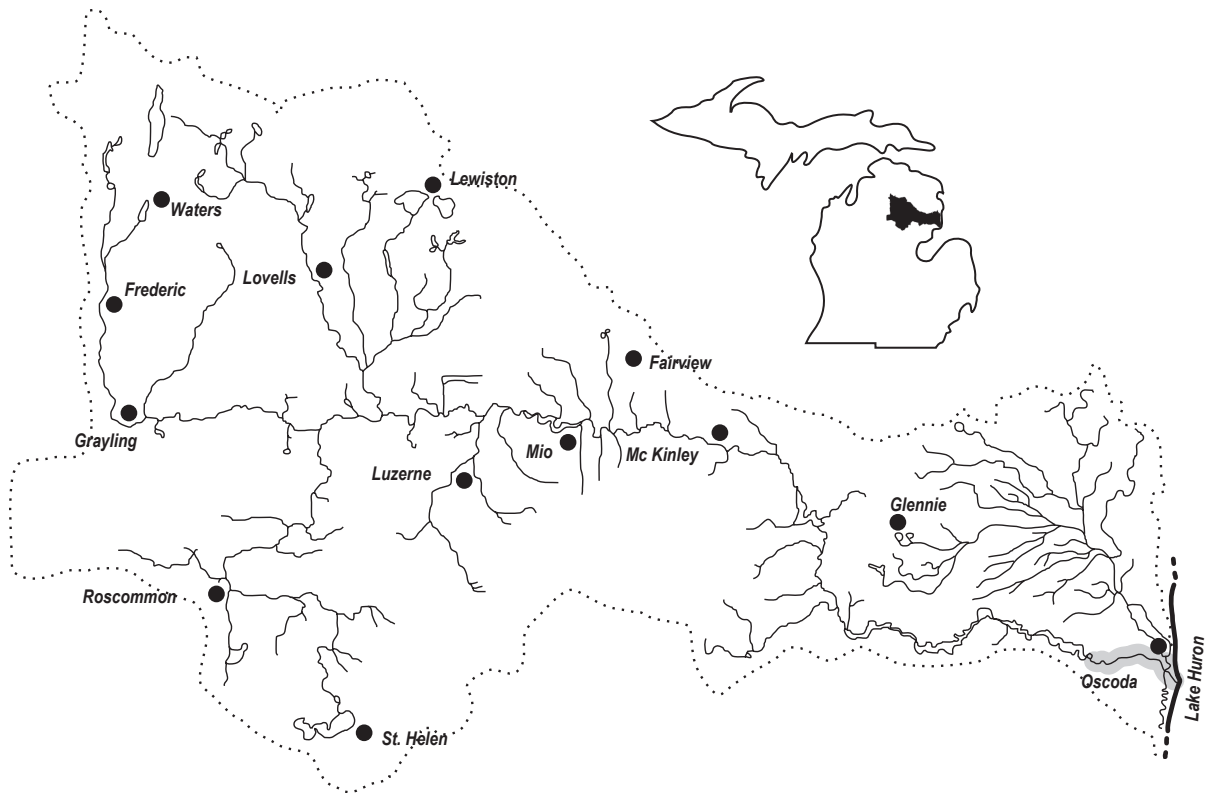 Lewiston
Waters
Lovells
Frederic
Fairview
Grayling
Mio
Mc Kinley
Luzerne
Glennie
Roscommon
Oscoda
Lake Huron
St. Helen